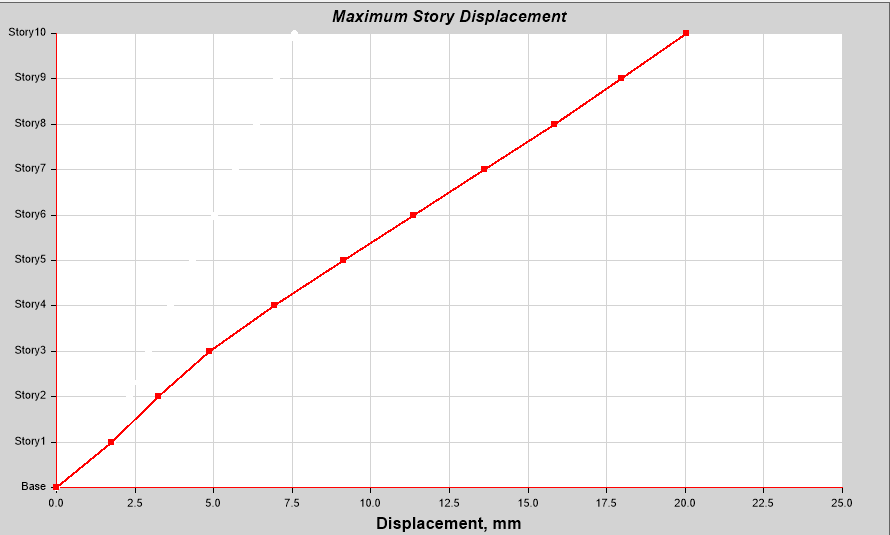 Maximum Story Displacement
Story10
Story9
Story8
Story7
Story6
Story5
Story4
Story3
Story2
Story1
Base
0.0 2.5 5.0 7.5 10.0 12.5 15.0 17.5 20.0 22.5 25.0
Displacement, mm